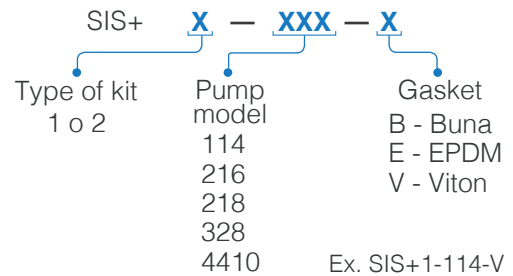 SIS+ X — XXX — X
Type of kit
1 o 2
Pump
model
114
216
218
328
4410
Gasket
B - Buna
E - EPDM
V - Viton
Ex. SIS+1-114-V